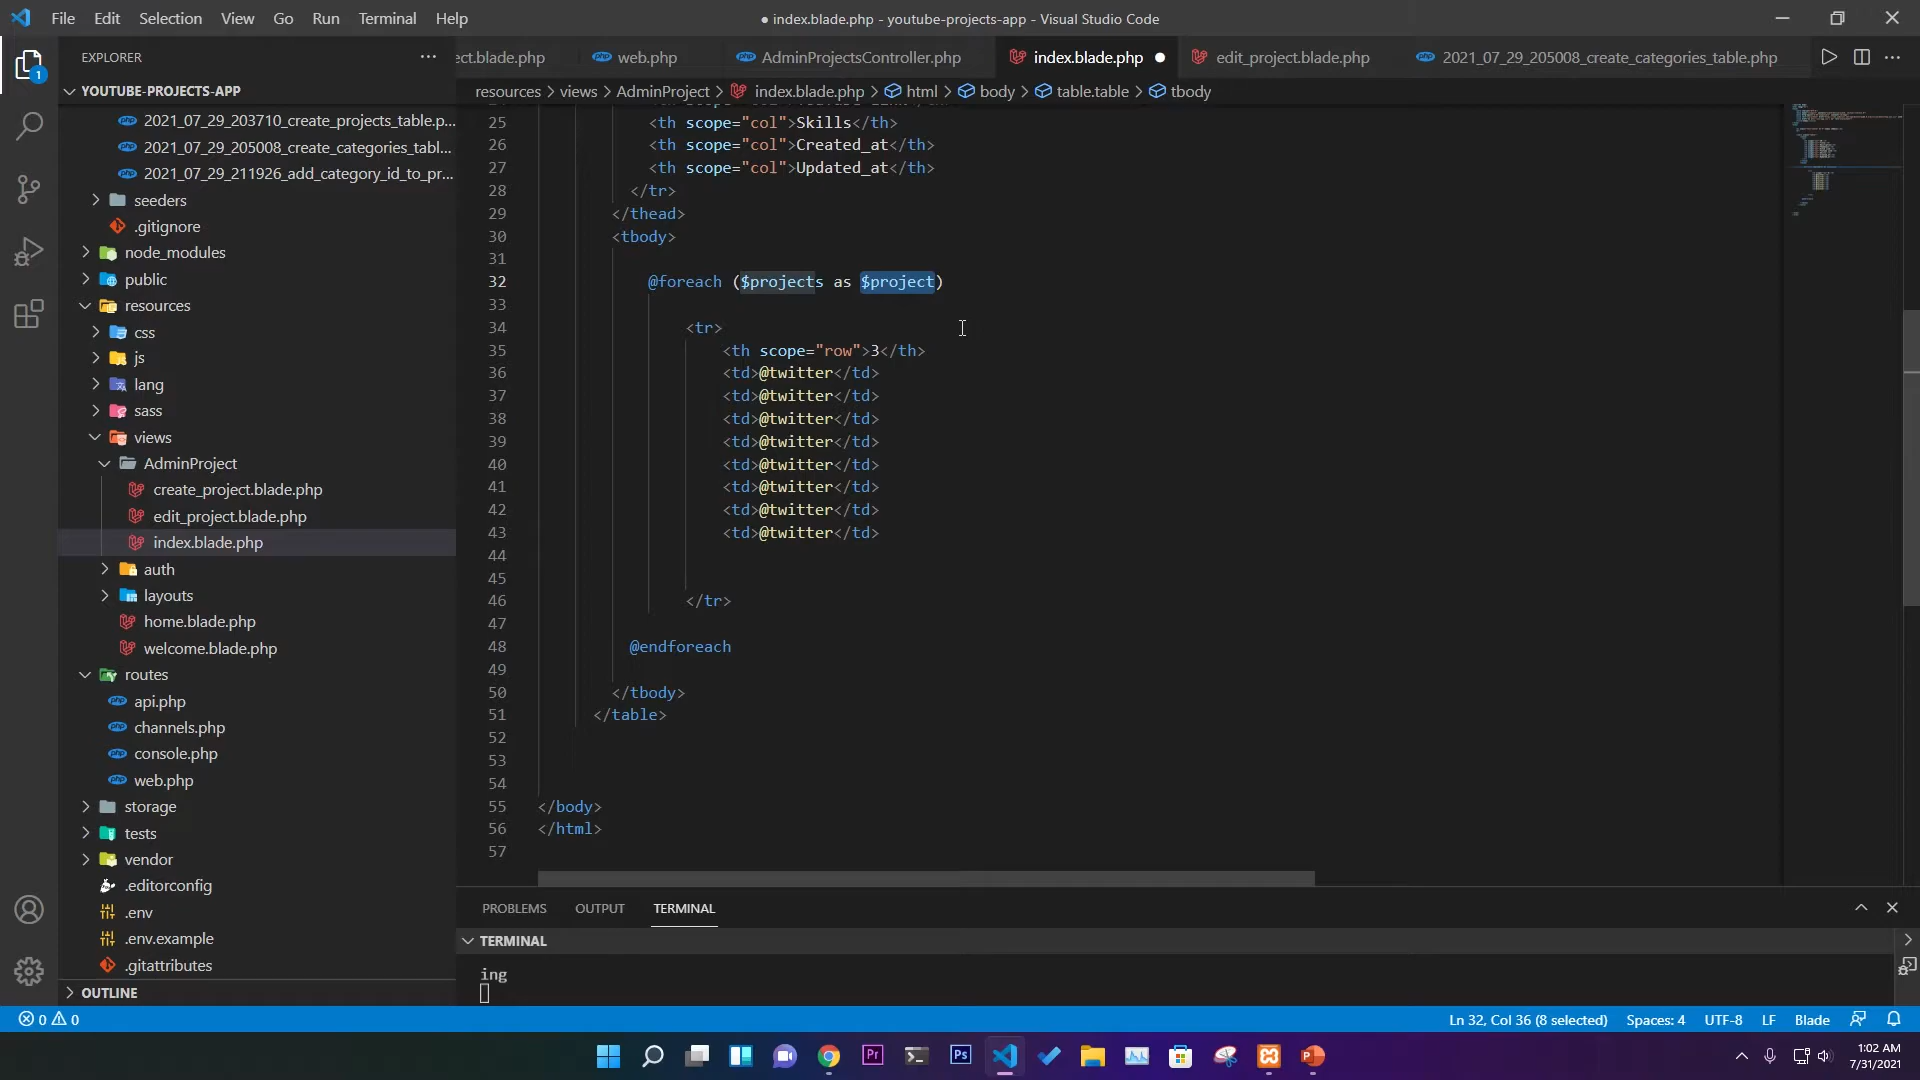 File Edit Selection View Go Run Terminal Help
● index.blade.php - youtube-projects-app - Visual Studio Code
EXPLORER
ect.blade.php web.php AdminProjectsController.php index.blade.php edit_project.blade.php 2021_07_29_205008_create_categories_table.php
resources > views > AdminProject > index.blade.php > html > body > table.table > tbody
YOUTUBE-PROJECTS-APP
2021_07_29_203710_create_projects_table.p...
2021_07_29_205008_create_categories_tabl...
2021_07_29_211926_add_category_id_to_pr...
seeders
.gitignore
node_modules
public
resources
css
js
lang
sass
views
AdminProject
create_project.blade.php
edit_project.blade.php
index.blade.php
auth
layouts
home.blade.php
welcome.blade.php
routes
api.php
channels.php
console.php
web.php
storage
tests
vendor
.editorconfig
.env
.env.example
.gitattributes
OUTLINE
25 <th scope="col">Skills</th>
26 <th scope="col">Created_at</th>
27 <th scope="col">Updated_at</th>
28 </tr>
29 </thead>
30 <tbody>
31
32 @foreach ($projects as $project)
33
34 <tr>
35 <th scope="row">3</th>
36 <td>@twitter</td>
37 <td>@twitter</td>
38 <td>@twitter</td>
39 <td>@twitter</td>
40 <td>@twitter</td>
41 <td>@twitter</td>
42 <td>@twitter</td>
43 <td>@twitter</td>
44
45
46 </tr>
47
48 @endforeach
49
50 </tbody>
51 </table>
52
53
54
55 </body>
56 </html>
57
PROBLEMS OUTPUT TERMINAL
TERMINAL
ing
0 0
Ln 32, Col 36 (8 selected) Spaces: 4 UTF-8 LF Blade
1:02 AM
7/31/2021